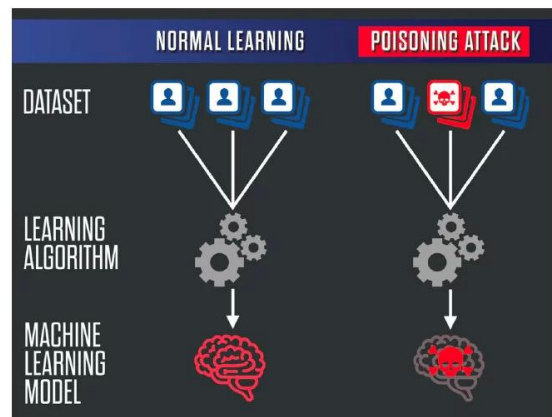 NORMAL LEARNING
POISONING ATTACK
DATASET
LEARNING
ALGORITHM
MACHINE
LEARNING
MODEL